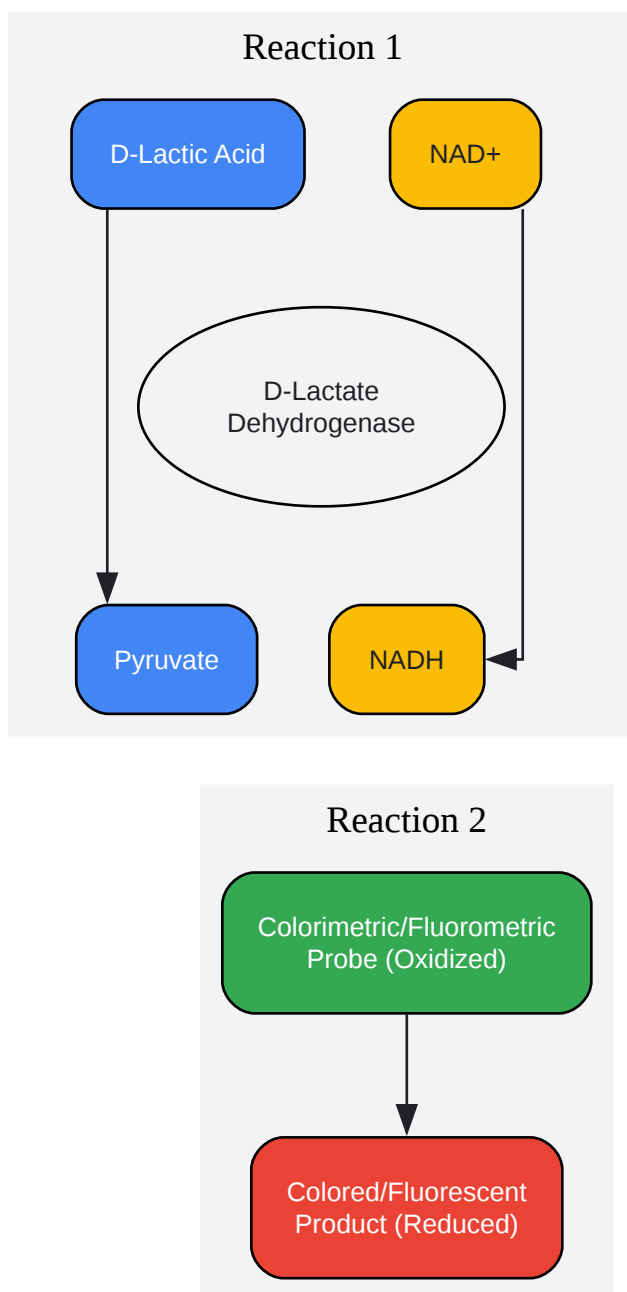 Reaction 1
D-Lactic Acid
NAD+
D-Lactate
Dehydrogenase
Pyruvate
NADH
Reaction 2
Colorimetric/Fluorometric
Probe (Oxidized)
Colored/Fluorescent
Product (Reduced)